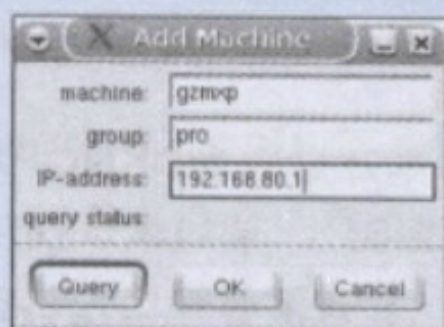 Add Machine
machine: gzmxp
group: pro
IP-address: 192.168.80.1
query status:
Query OK Cancel